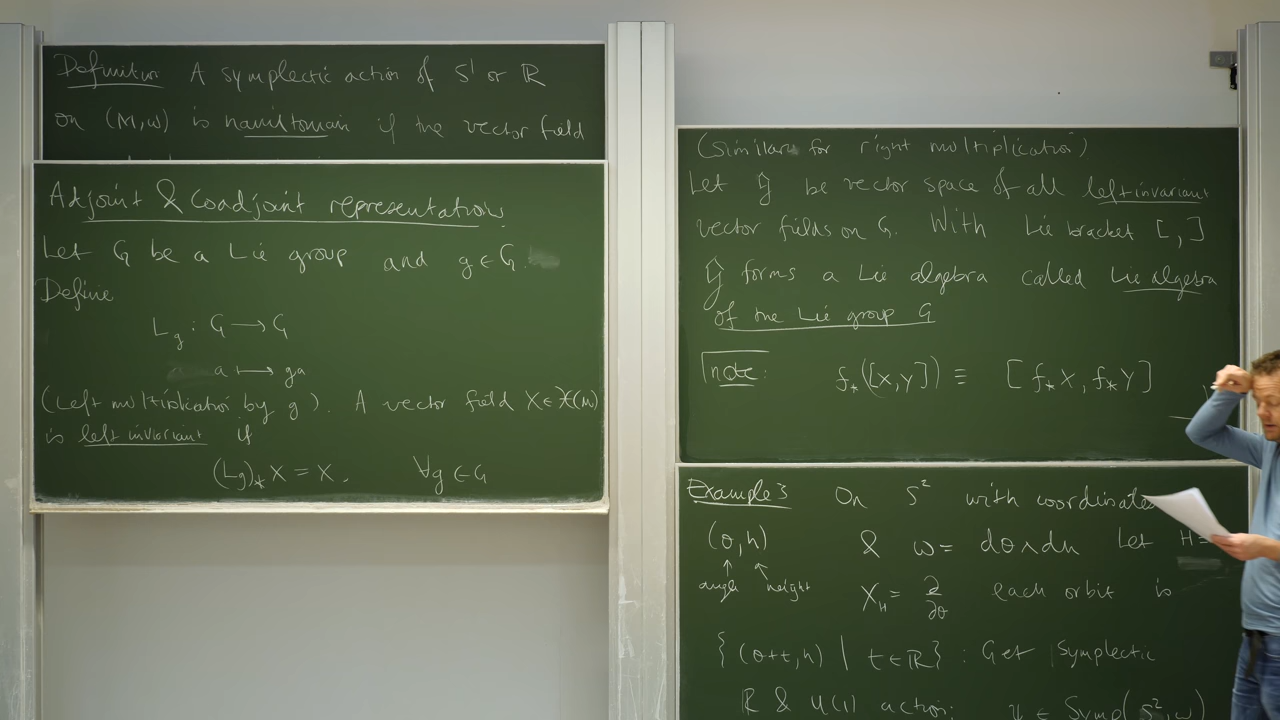 Definition A symplectic action of S¹ or ℝ
on (M,ω) is hamiltonian if the vector field
Adjoint & Coadjoint representations
Let G be a Lie group and g ∈ G.
Define
L_g : G ⟶ G
a ⟼ ga
(Left multiplication by g). A vector field X ∈ 𝔛(M)
is left invariant if
(L_g)_* X = X, ∀g ∈ G
(Similar for right multiplication)
Let 𝔤 be vector space of all left invariant
vector fields on G. With Lie bracket [,]
𝔤 forms a Lie algebra called Lie algebra
of the Lie group G
note: f_*([X,Y]) = [f_*X, f_*Y]
Example 3 On S² with coordinates
(θ,h) & ω = dθ∧dh Let H=
↑ angle ↖ height X_H = ∂/∂θ each orbit is
{(θ+t,h) | t ∈ ℝ} : Get symplectic
ℝ & U(1) action: ψ ∈ Symp(S²,ω)